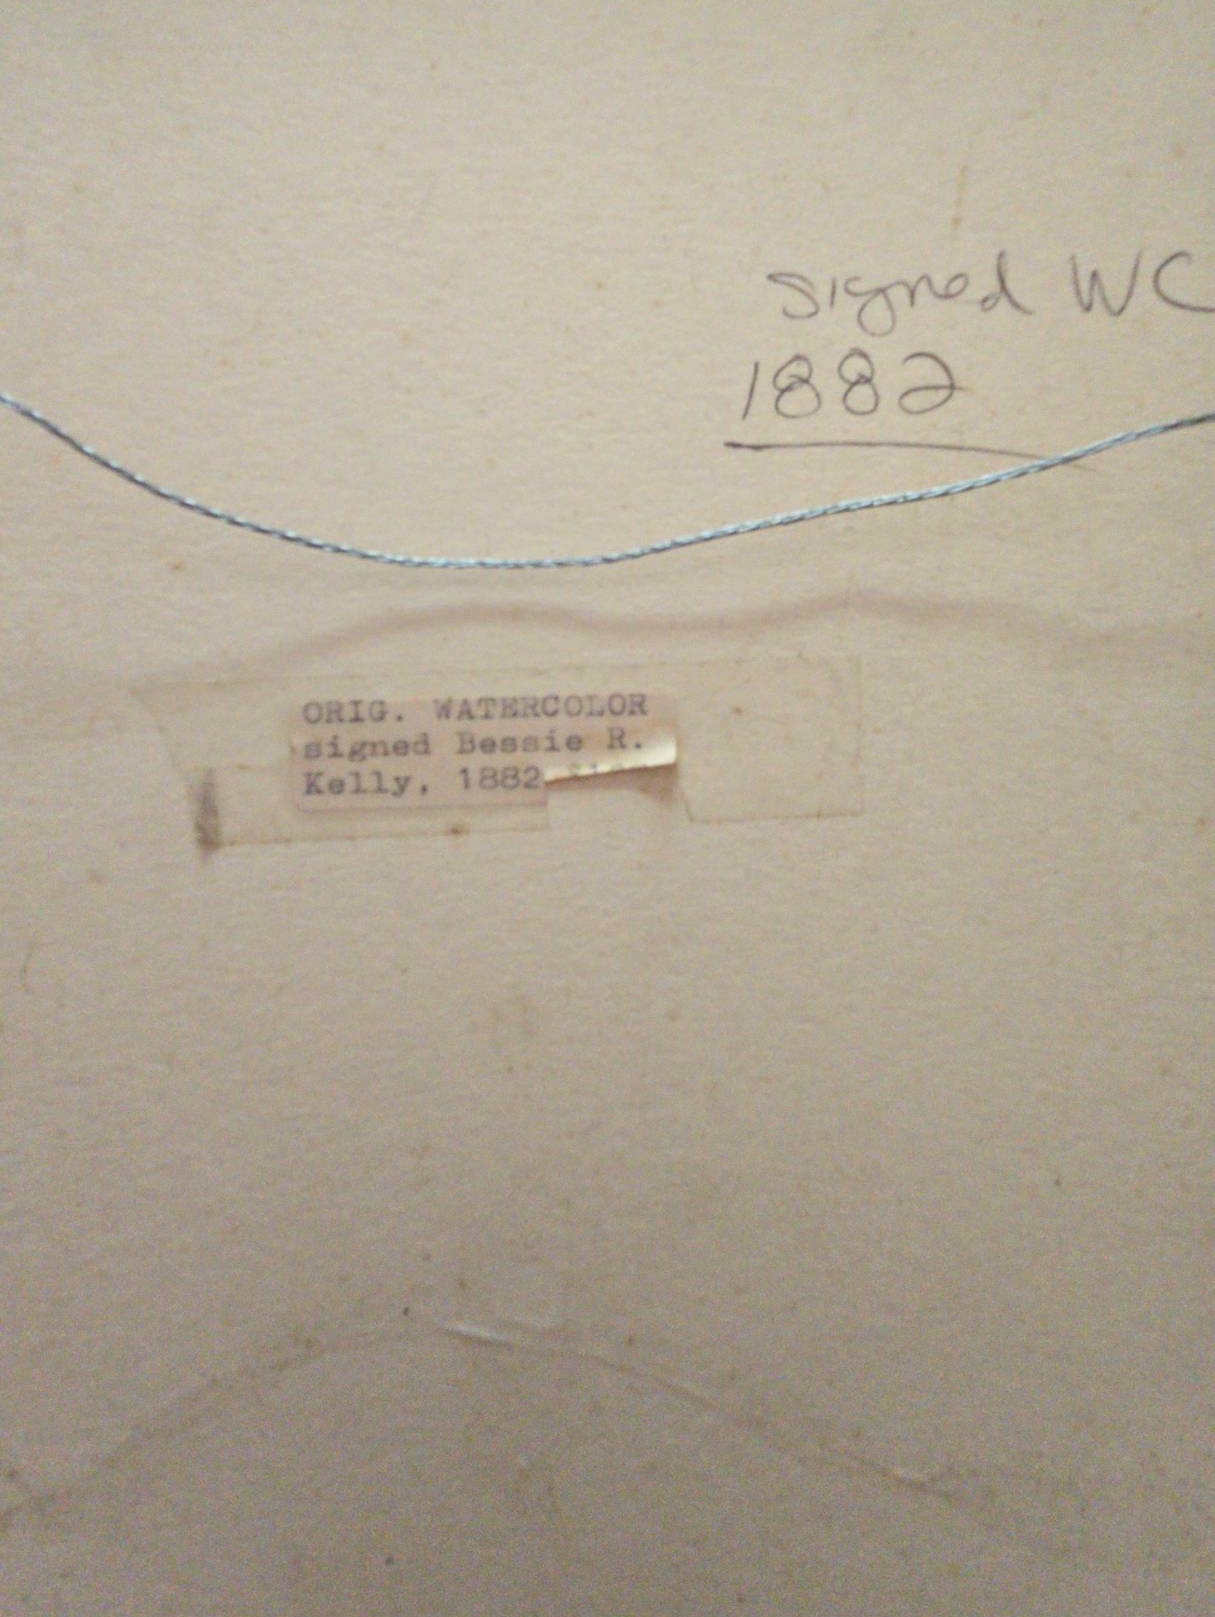 signed WC
1882
ORIG. WATERCOLOR
signed Bessie R.
Kelly, 1882